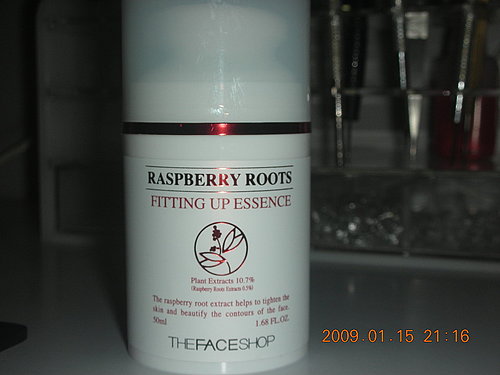 RASPBERRY ROOTS
FITTING UP ESSENCE
Plant Extracts 10.7%
(Raspberry Roots Extracts 0.5%)
The raspberry root extract helps to tighten the
skin and beautify the contours of the face.
50ml 1.68 FL.OZ.
THEFACESHOP
2009.01.15 21:16